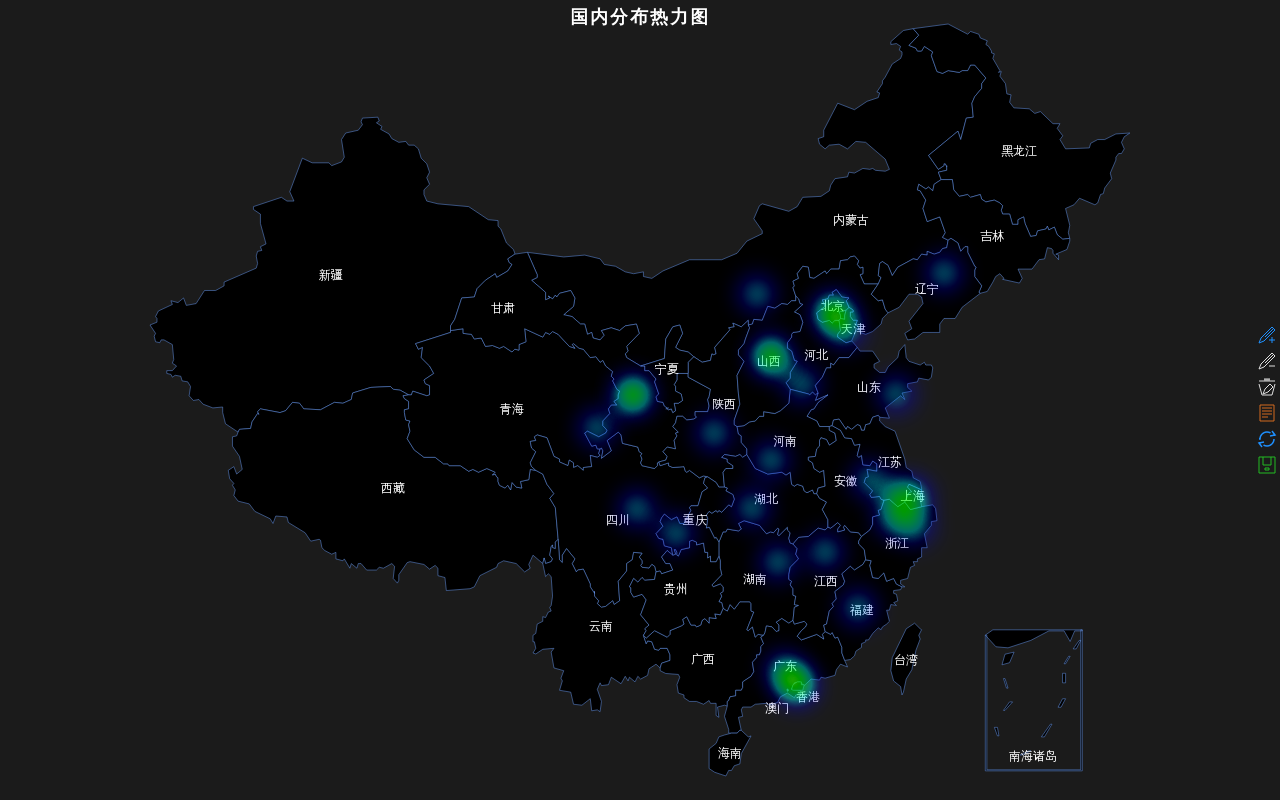 国内分布热力图
黑龙江
内蒙古
吉林
新疆
辽宁
甘肃
北京
天津
河北
山西
宁夏
山东
陕西
青海
河南
江苏
安徽
西藏
上海
湖北
四川
重庆
浙江
湖南
江西
贵州
福建
云南
广西
台湾
广东
香港
澳门
海南
南海诸岛